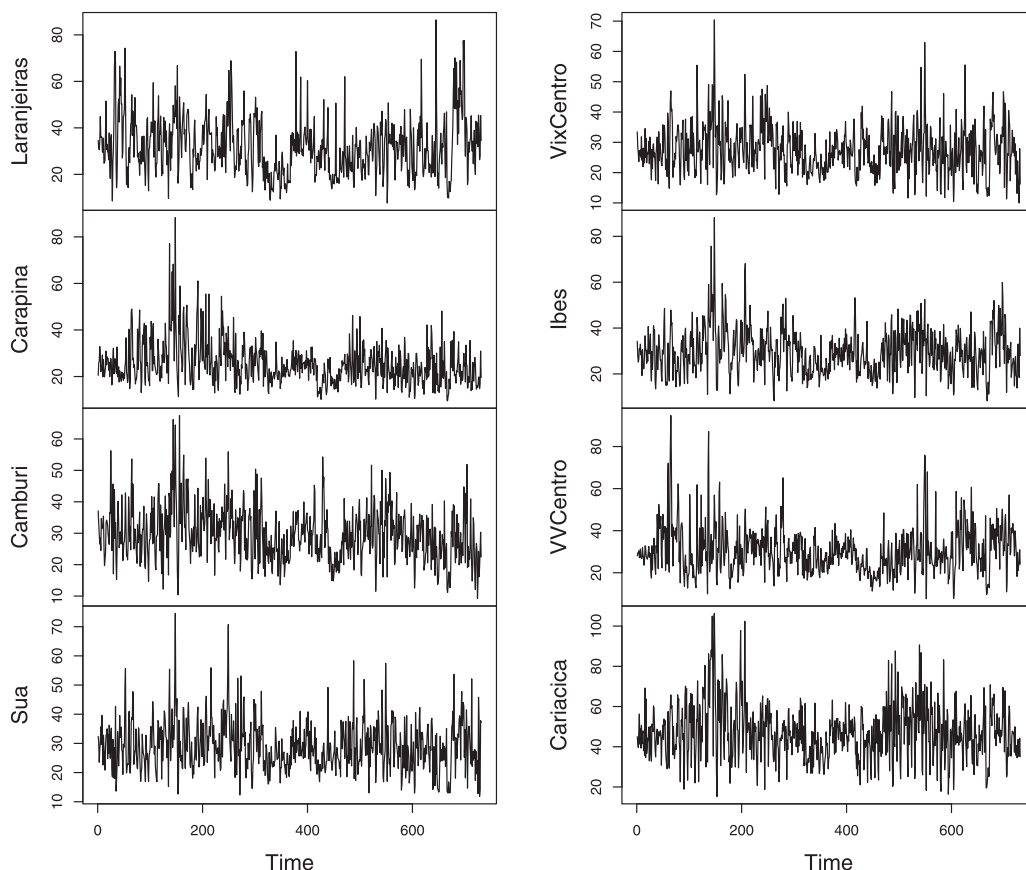 Laranjeiras
20 40 60 80
Carapina
20 40 60 80
Camburi
10 20 30 40 50 60
Sua
10 20 30 40 50 60 70
0 200 400 600
Time
VixCentro
10 20 30 40 50 60 70
Ibes
20 40 60 80
VVCentro
20 40 60 80
Cariacica
20 40 60 80 100
0 200 400 600
Time